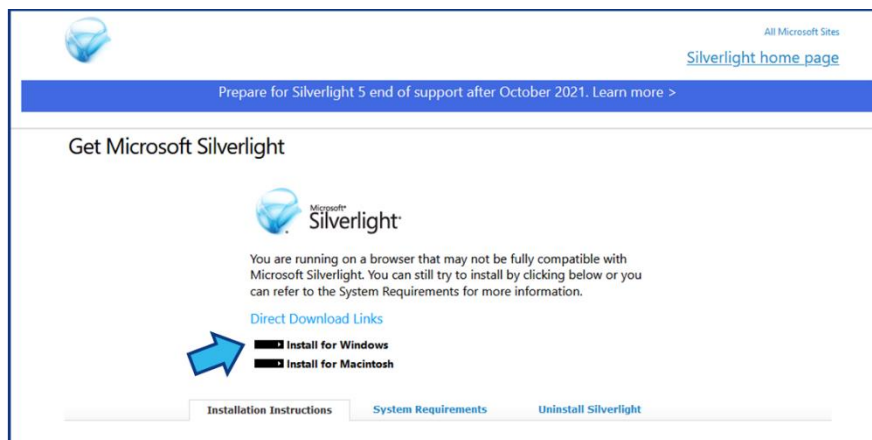 All Microsoft Sites
Silverlight home page
Prepare for Silverlight 5 end of support after October 2021. Learn more >
Get Microsoft Silverlight
Microsoft®
Silverlight™
You are running on a browser that may not be fully compatible with
Microsoft Silverlight. You can still try to install by clicking below or you
can refer to the System Requirements for more information.
Direct Download Links
Install for Windows
Install for Macintosh
Installation Instructions System Requirements Uninstall Silverlight